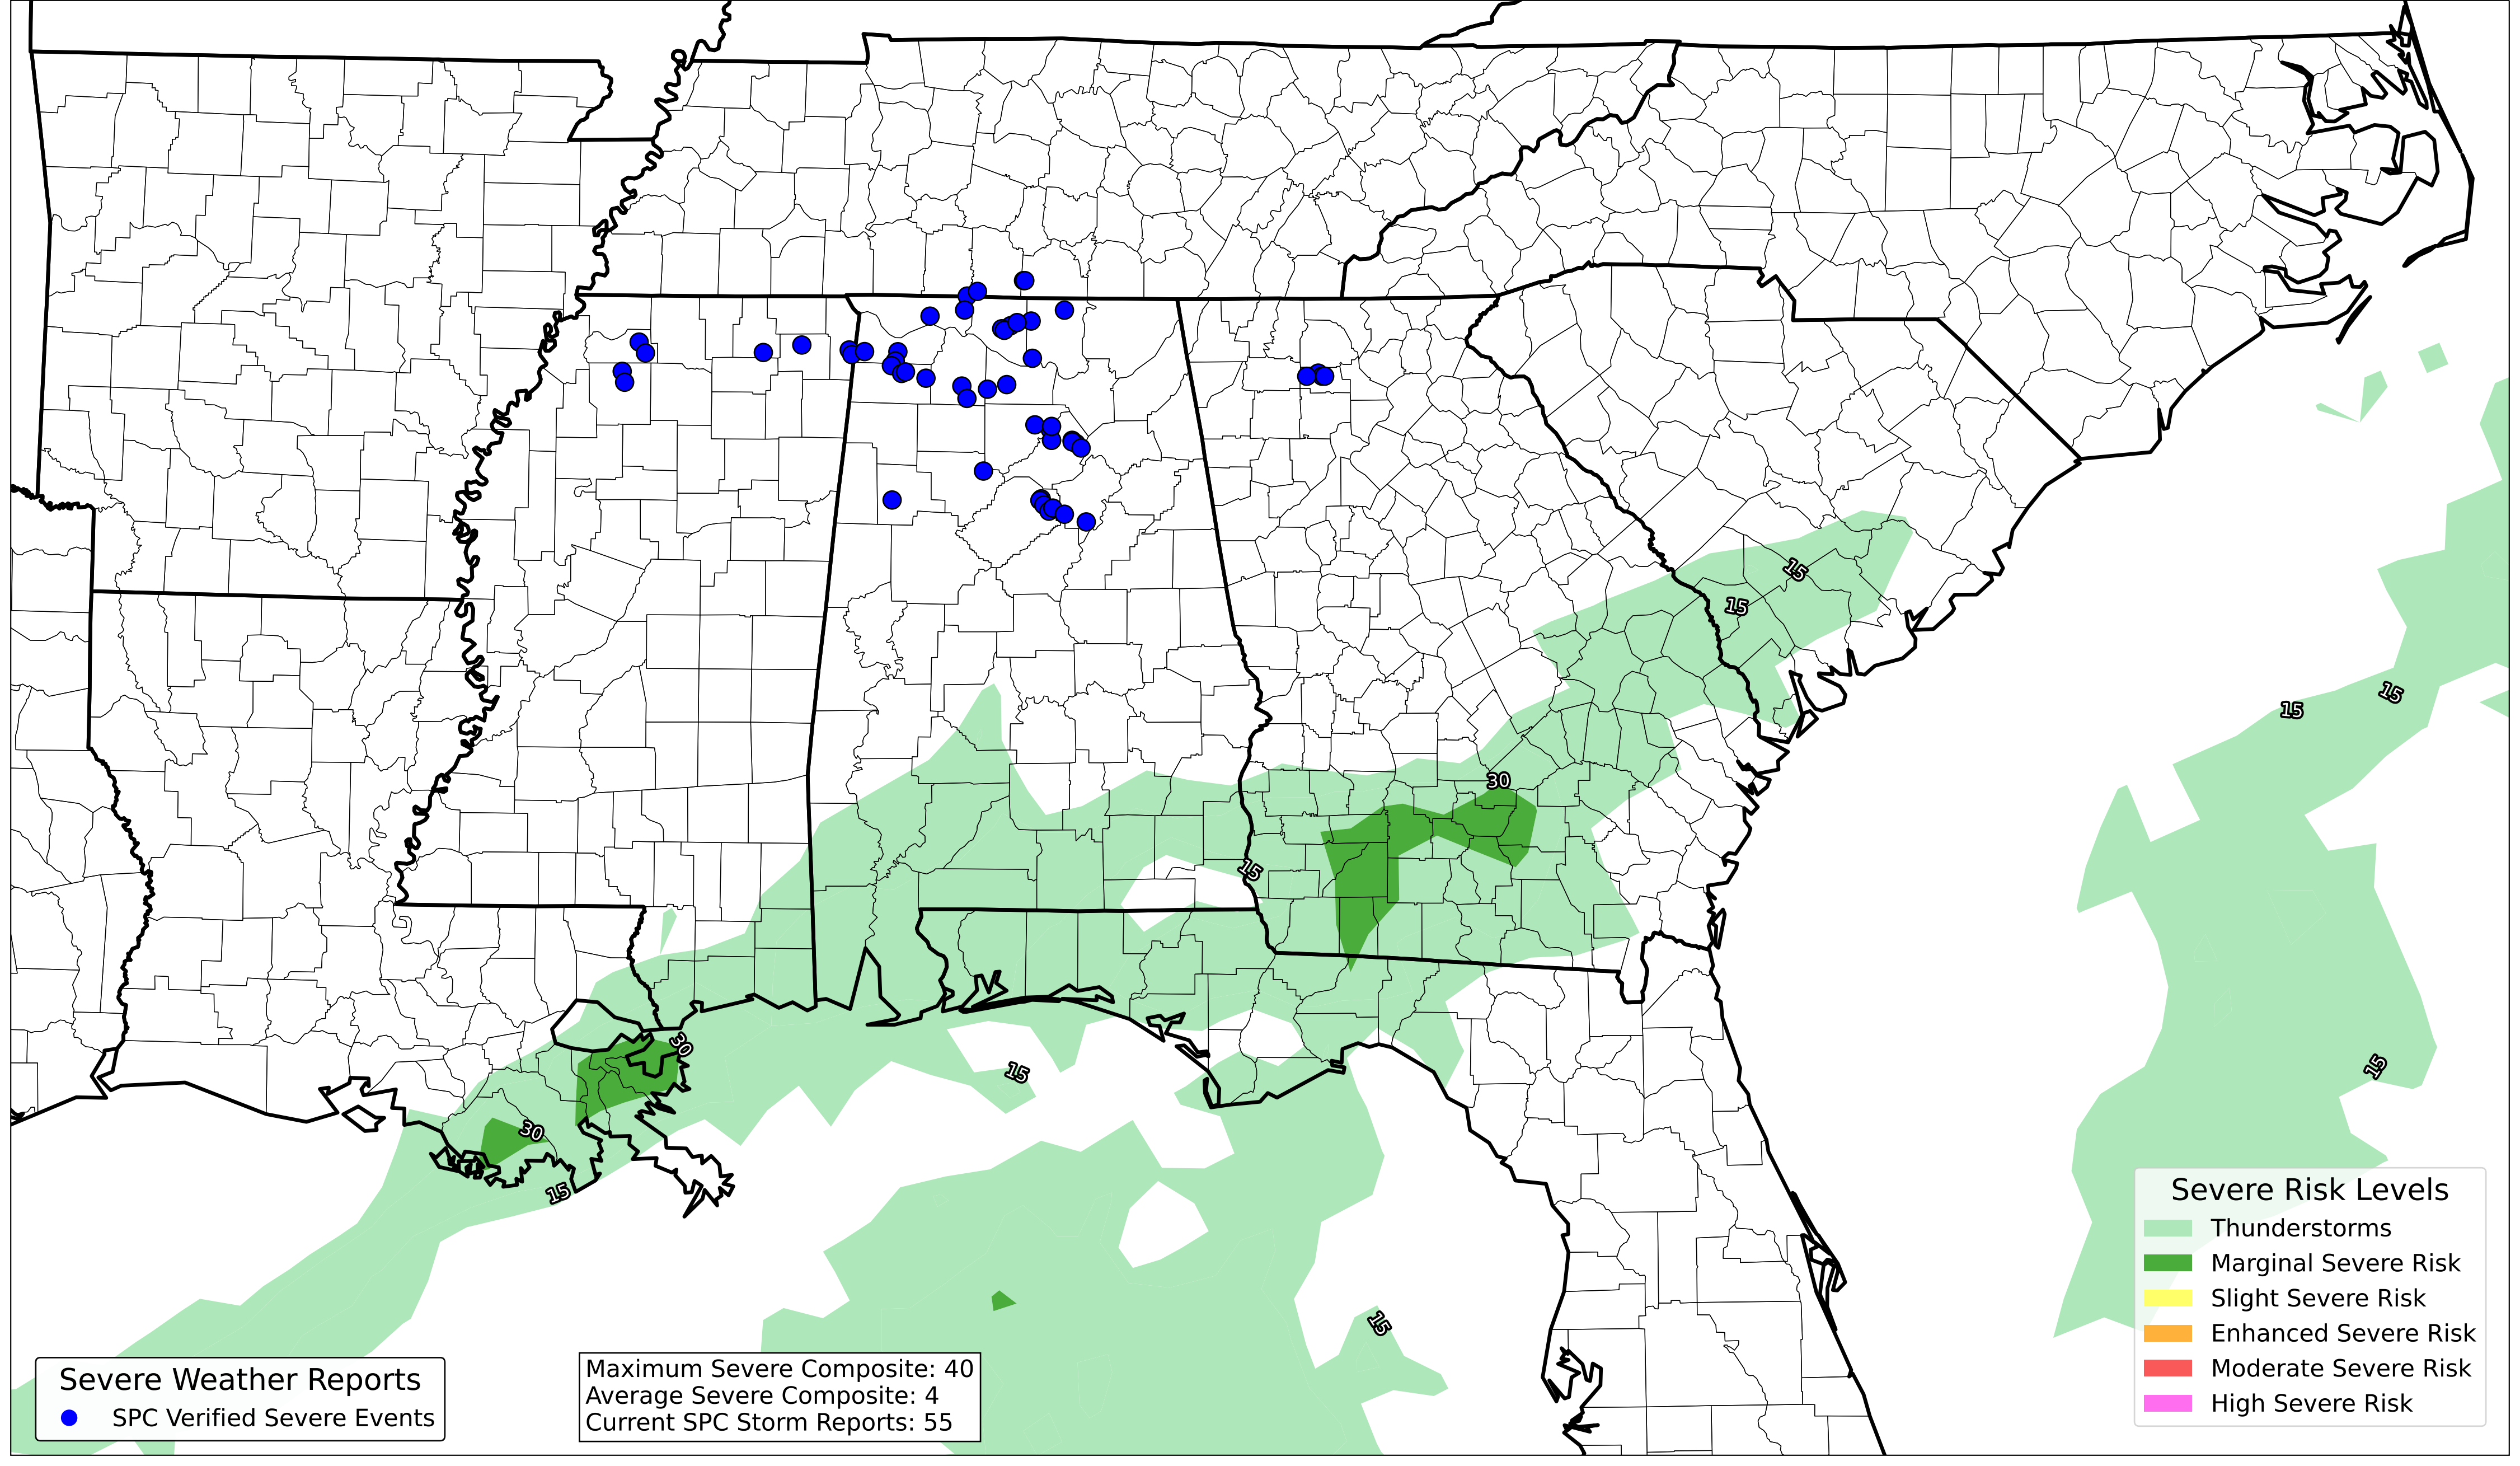 15
15
30
15
15
15
15
30
15
30
15
15
Severe Risk Levels
Thunderstorms
Marginal Severe Risk
Slight Severe Risk
Enhanced Severe Risk
Moderate Severe Risk
High Severe Risk
Severe Weather Reports
SPC Verified Severe Events
Maximum Severe Composite: 40
Average Severe Composite: 4
Current SPC Storm Reports: 55